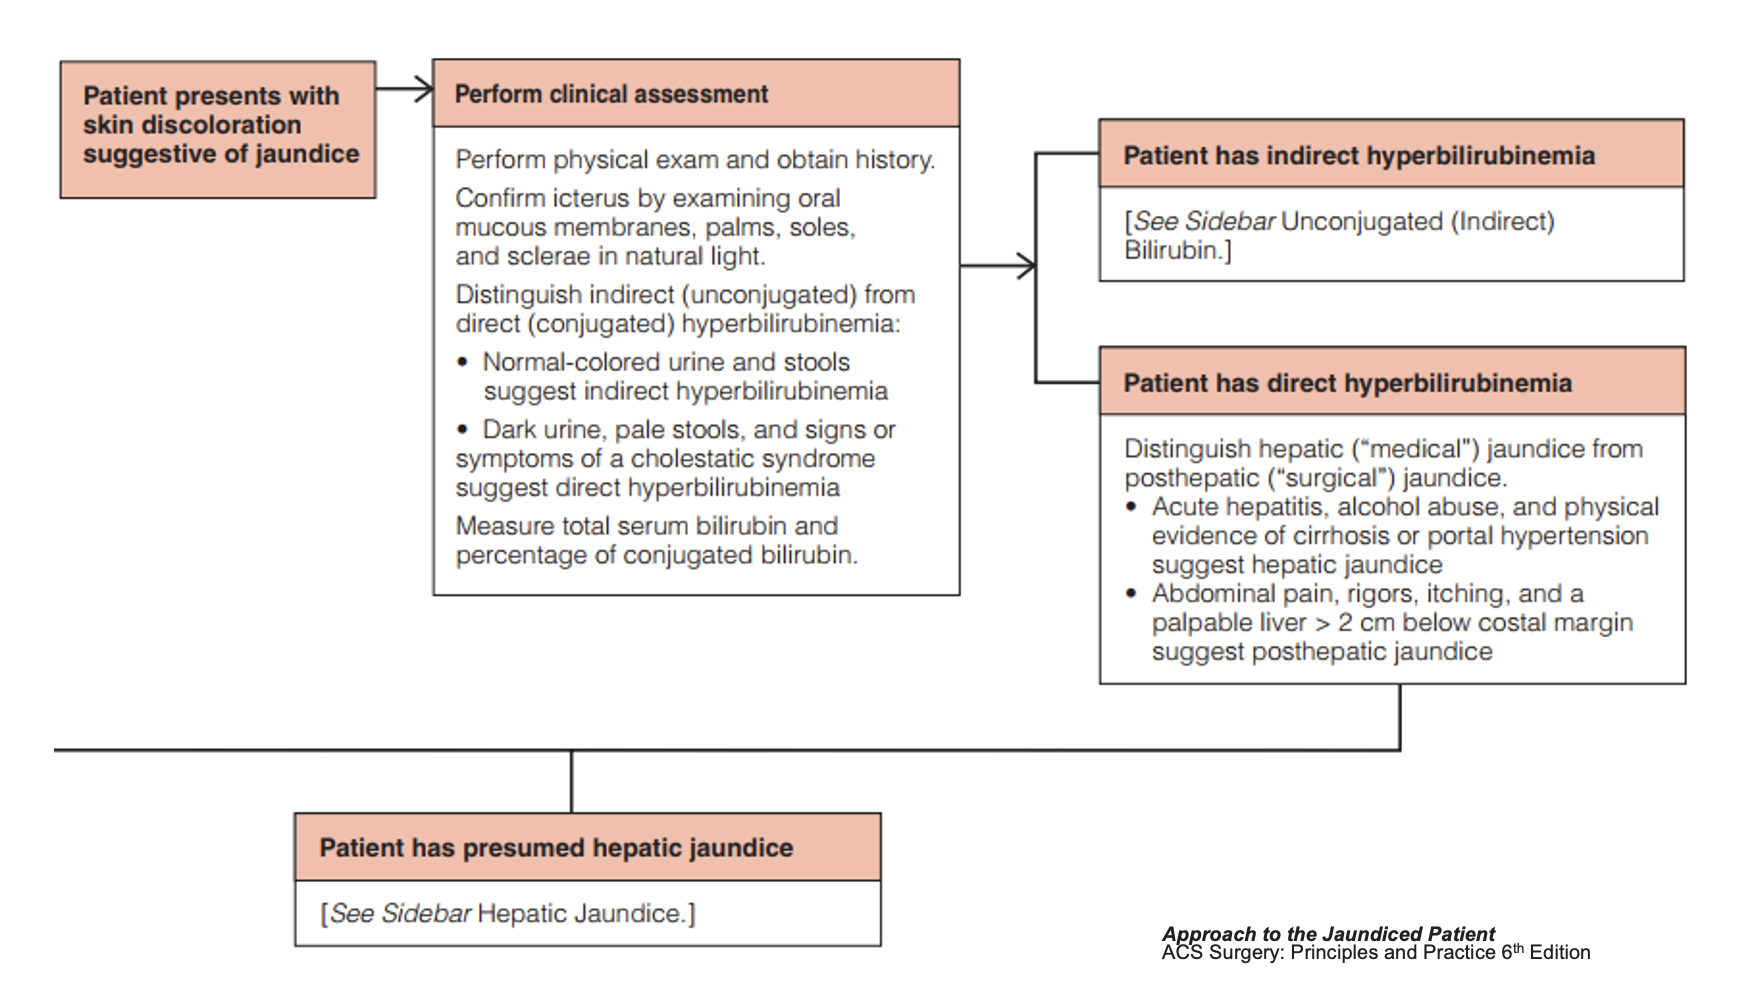 Patient presents with
skin discoloration
suggestive of jaundice
Perform clinical assessment
Perform physical exam and obtain history.
Confirm icterus by examining oral
mucous membranes, palms, soles,
and sclerae in natural light.
Distinguish indirect (unconjugated) from
direct (conjugated) hyperbilirubinemia:
• Normal-colored urine and stools
suggest indirect hyperbilirubinemia
• Dark urine, pale stools, and signs or
symptoms of a cholestatic syndrome
suggest direct hyperbilirubinemia
Measure total serum bilirubin and
percentage of conjugated bilirubin.
Patient has indirect hyperbilirubinemia
[See Sidebar Unconjugated (Indirect)
Bilirubin.]
Patient has direct hyperbilirubinemia
Distinguish hepatic (“medical”) jaundice from
posthepatic (“surgical”) jaundice.
• Acute hepatitis, alcohol abuse, and physical
evidence of cirrhosis or portal hypertension
suggest hepatic jaundice
• Abdominal pain, rigors, itching, and a
palpable liver > 2 cm below costal margin
suggest posthepatic jaundice
Patient has presumed hepatic jaundice
[See Sidebar Hepatic Jaundice.]
Approach to the Jaundiced Patient
ACS Surgery: Principles and Practice 6th Edition